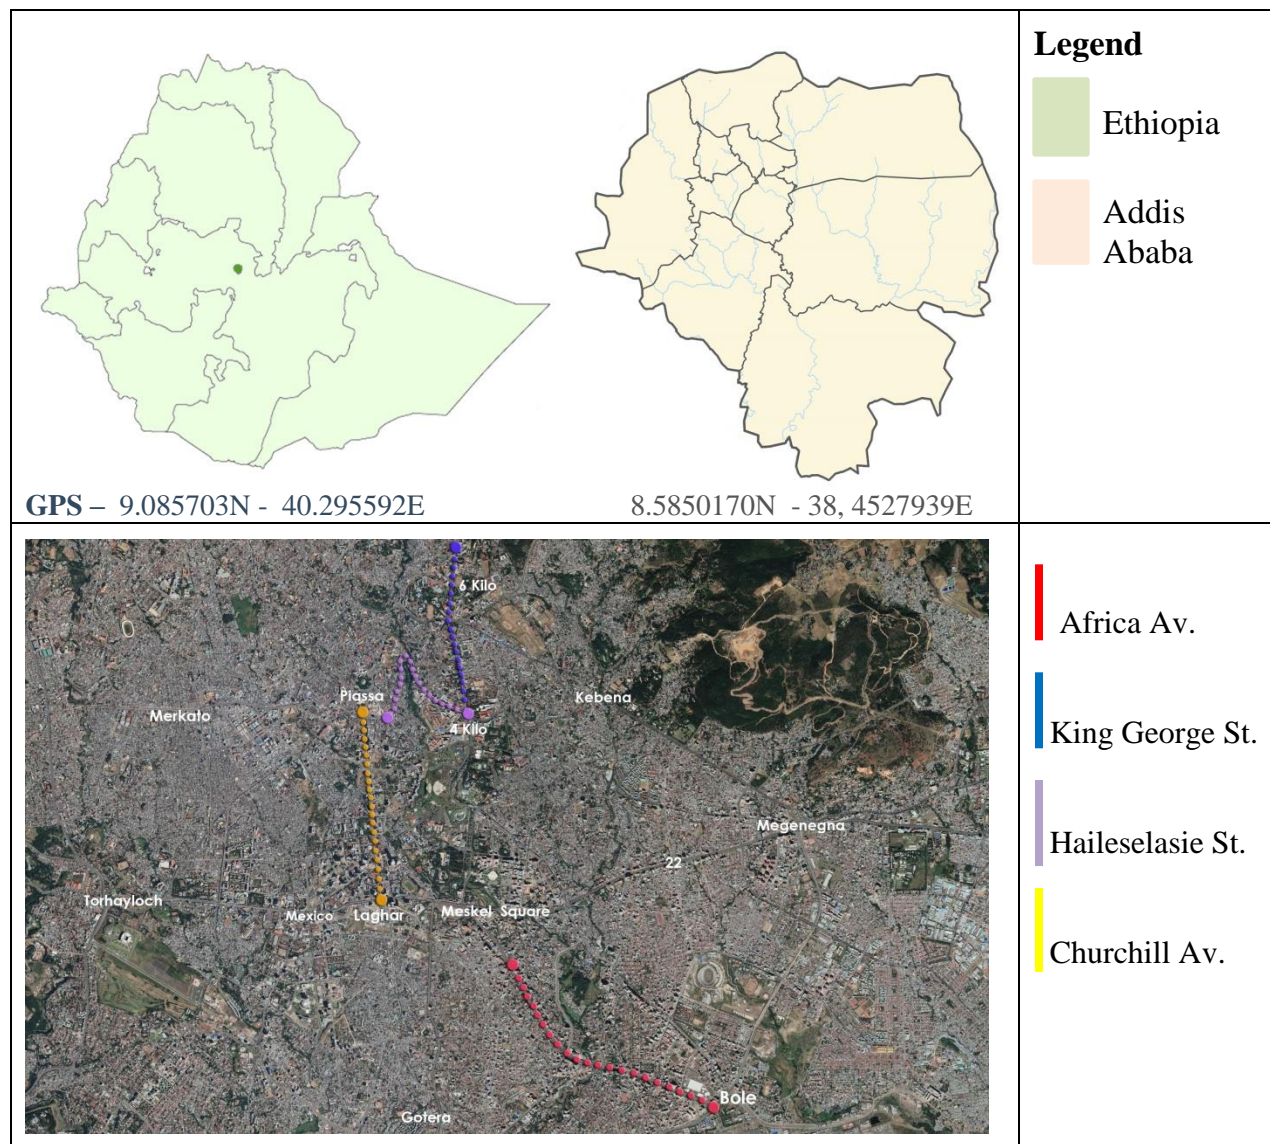 Legend
Ethiopia
Addis
Ababa
GPS – 9.085703N - 40.295592E
8.5850170N - 38, 4527939E
6 Kilo
Piassa
Kebena
Merkato
4 Kilo
Megenegna
22
Torhayloch
Mexico
Laghar
Meskel Square
Bole
Gotera
Africa Av.
King George St.
Haileselasie St.
Churchill Av.